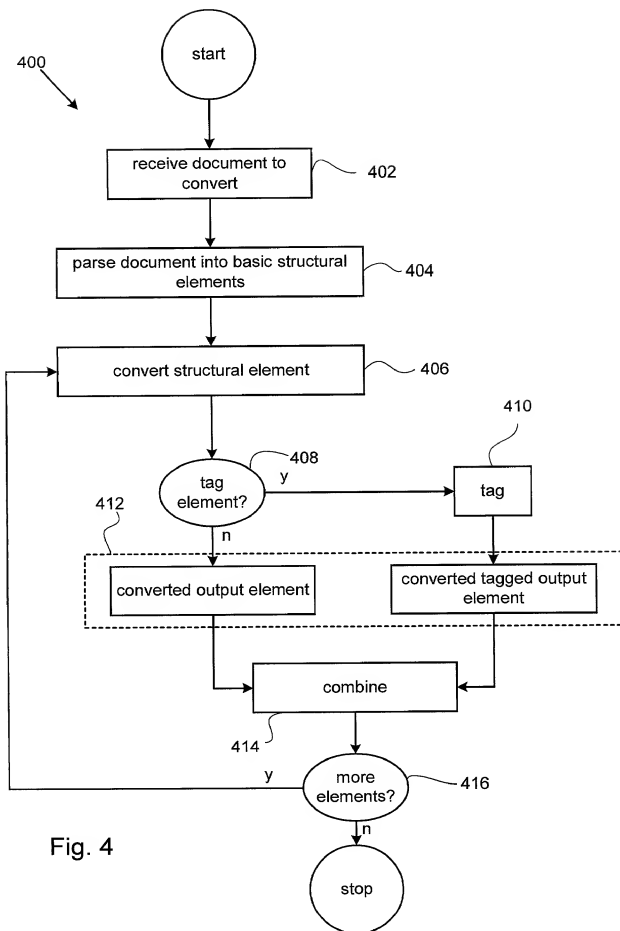 start
400
receive document to
convert
402
parse document into basic structural
elements
404
convert structural element
406
410
408
tag
element?
y
tag
412
n
converted output element
converted tagged output
element
combine
414
more
elements?
416
y
n
Fig. 4
stop